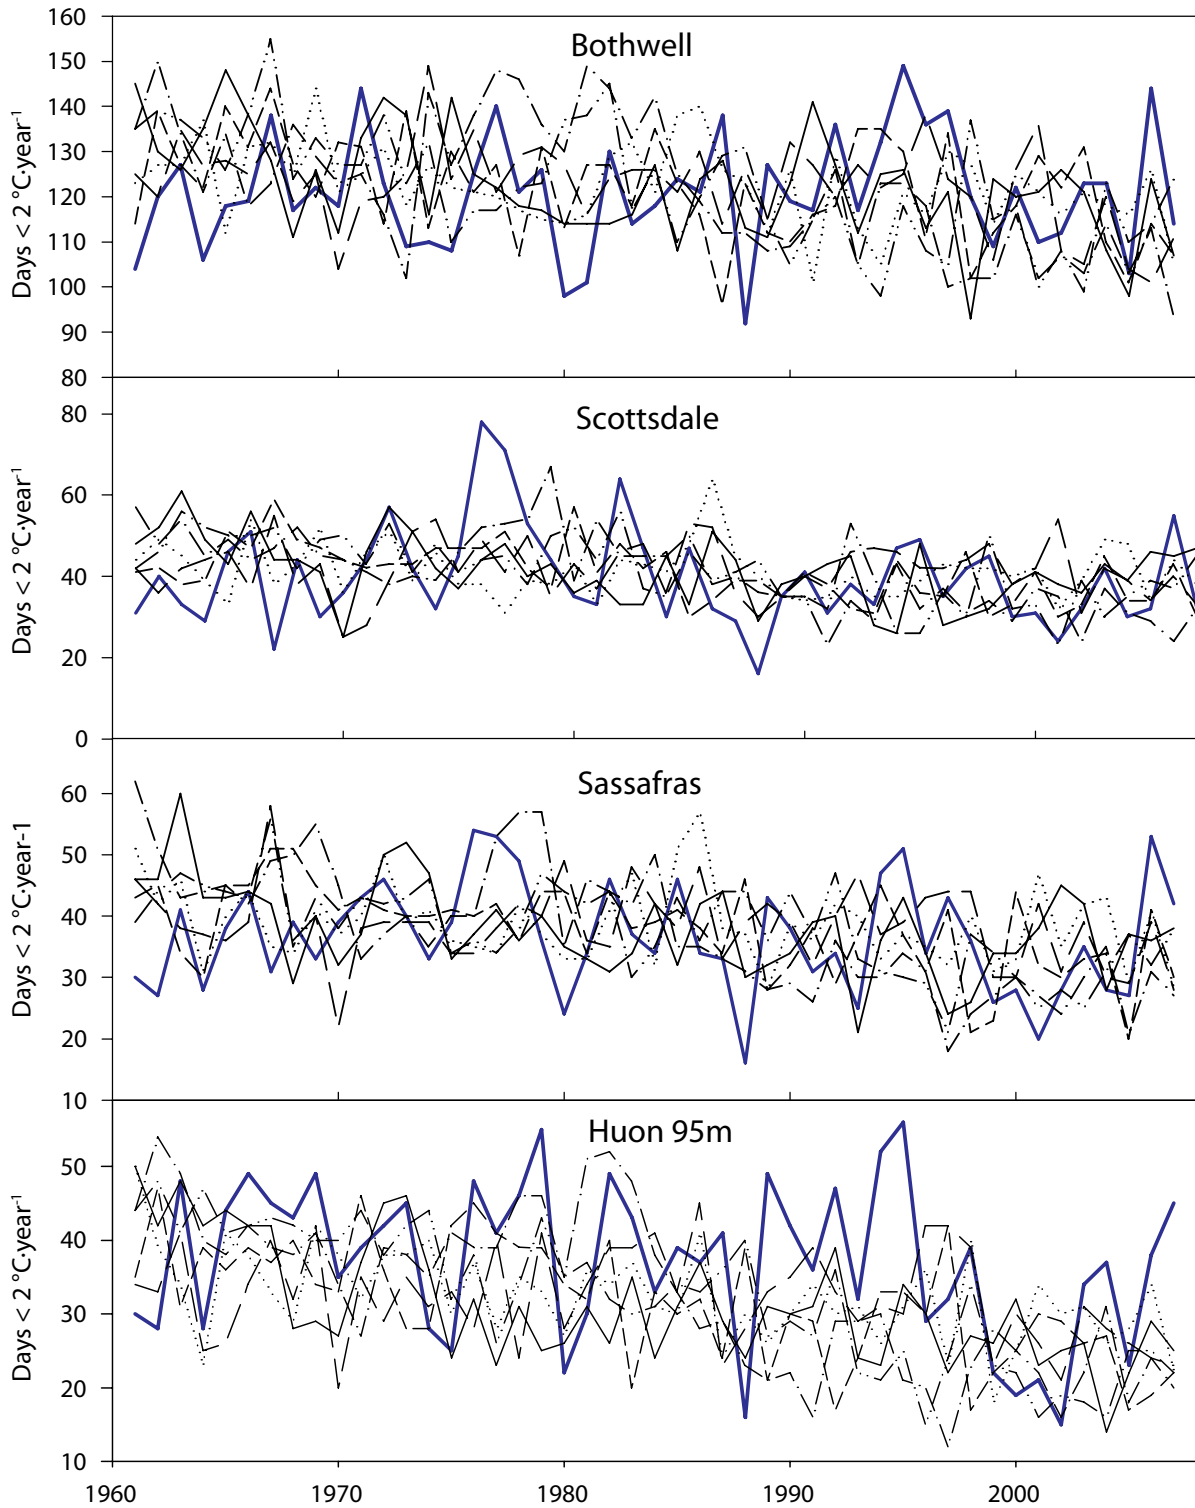 160
Bothwell
150
140
130
120
110
100
90
80
Days < 2 °C·year⁻¹
Scottsdale
80
60
40
20
0
Days < 2 °C·year⁻¹
Sassafras
60
50
40
30
20
10
Days < 2 °C·year-1
Huon 95m
50
40
30
20
10
Days < 2 °C·year⁻¹
1960 1970 1980 1990 2000